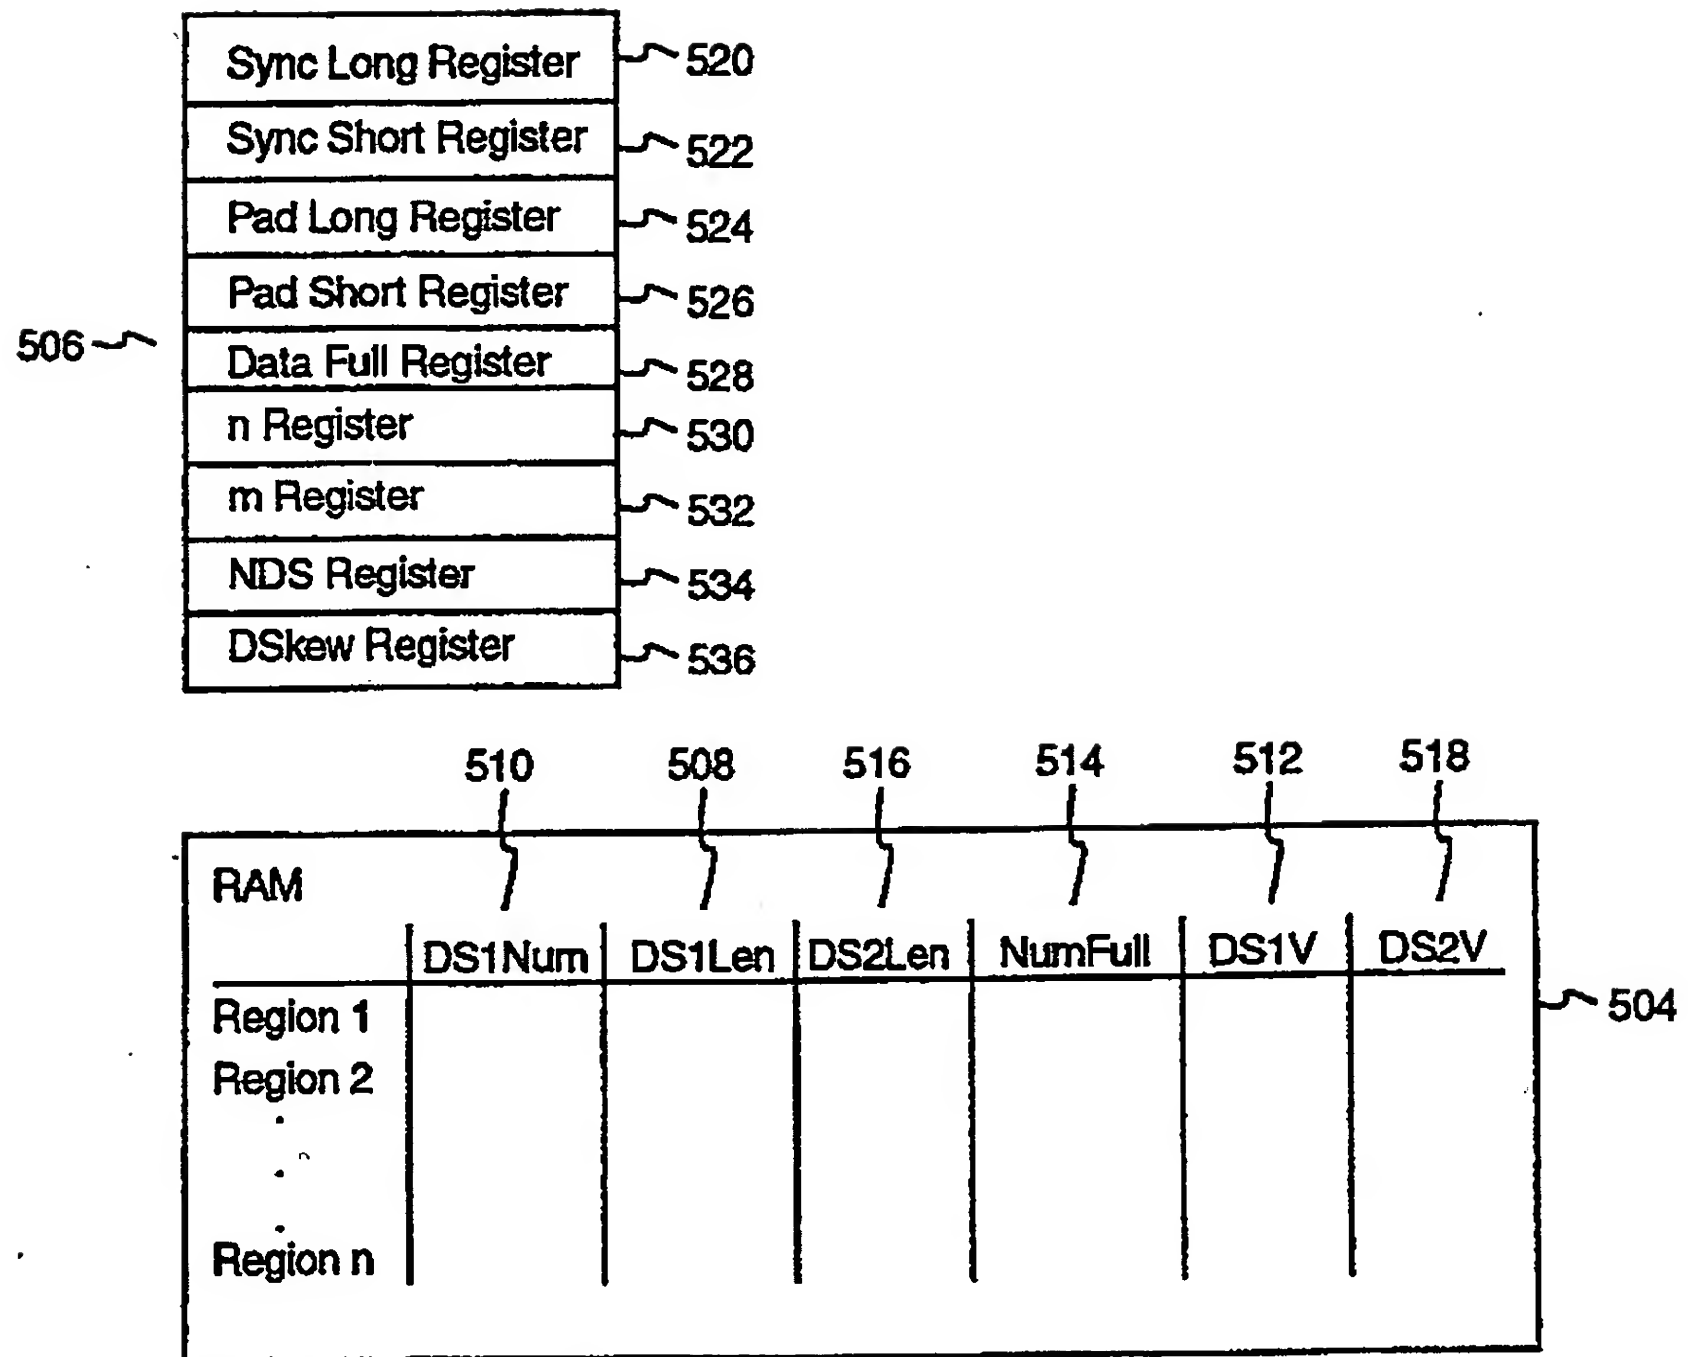 Sync Long Register 520
Sync Short Register 522
Pad Long Register 524
Pad Short Register 526
506
Data Full Register 528
n Register 530
m Register 532
NDS Register 534
DSkew Register 536
510 508 516 514 512 518
RAM
DS1Num DS1Len DS2Len NumFull DS1V DS2V
Region 1 504
Region 2
Region n